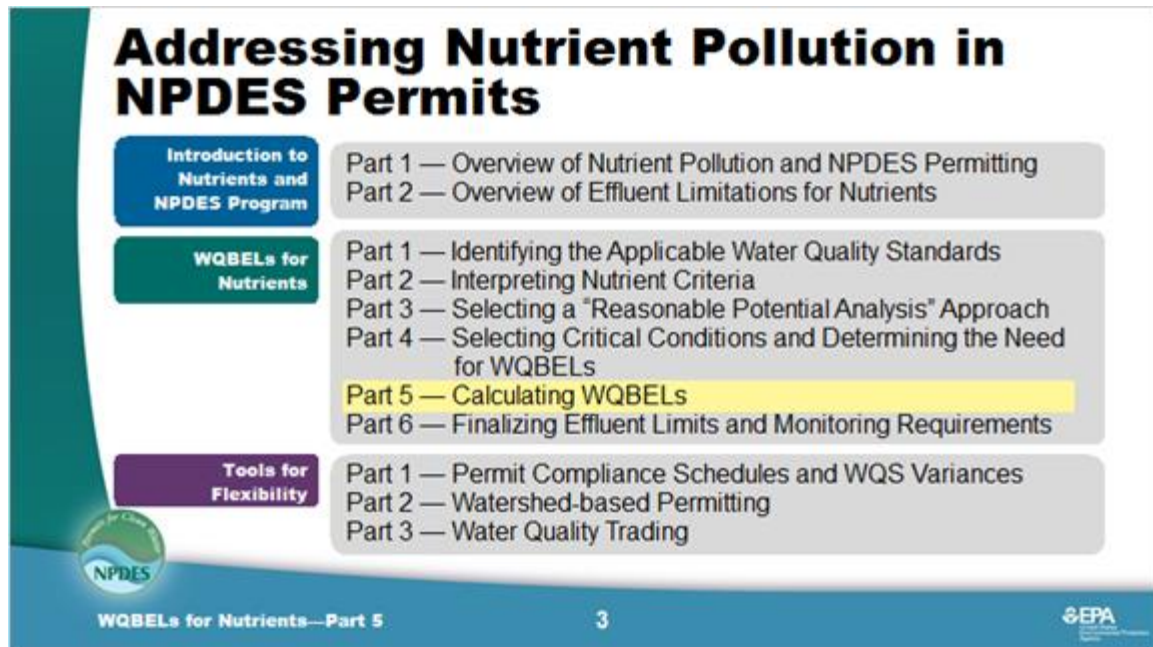 Addressing Nutrient Pollution in
NPDES Permits
Introduction to
Nutrients and
NPDES Program
Part 1 — Overview of Nutrient Pollution and NPDES Permitting
Part 2 — Overview of Effluent Limitations for Nutrients
WQBELs for
Nutrients
Part 1 — Identifying the Applicable Water Quality Standards
Part 2 — Interpreting Nutrient Criteria
Part 3 — Selecting a “Reasonable Potential Analysis” Approach
Part 4 — Selecting Critical Conditions and Determining the Need
for WQBELs
Part 5 — Calculating WQBELs
Part 6 — Finalizing Effluent Limits and Monitoring Requirements
Tools for
Flexibility
Part 1 — Permit Compliance Schedules and WQS Variances
Part 2 — Watershed-based Permitting
Part 3 — Water Quality Trading
NPDES
WQBELs for Nutrients—Part 5
3
EPA